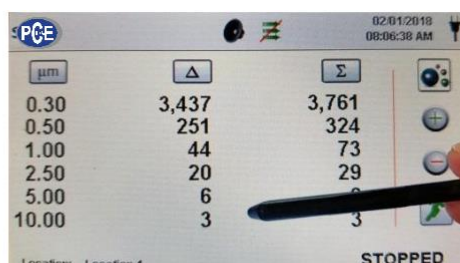 PCE
02/01/2018
08:06:38 AM
µm Δ Σ
0.30 3,437 3,761
0.50 251 324
1.00 44 73
2.50 20 29
5.00 6
10.00 3 3
STOPPED